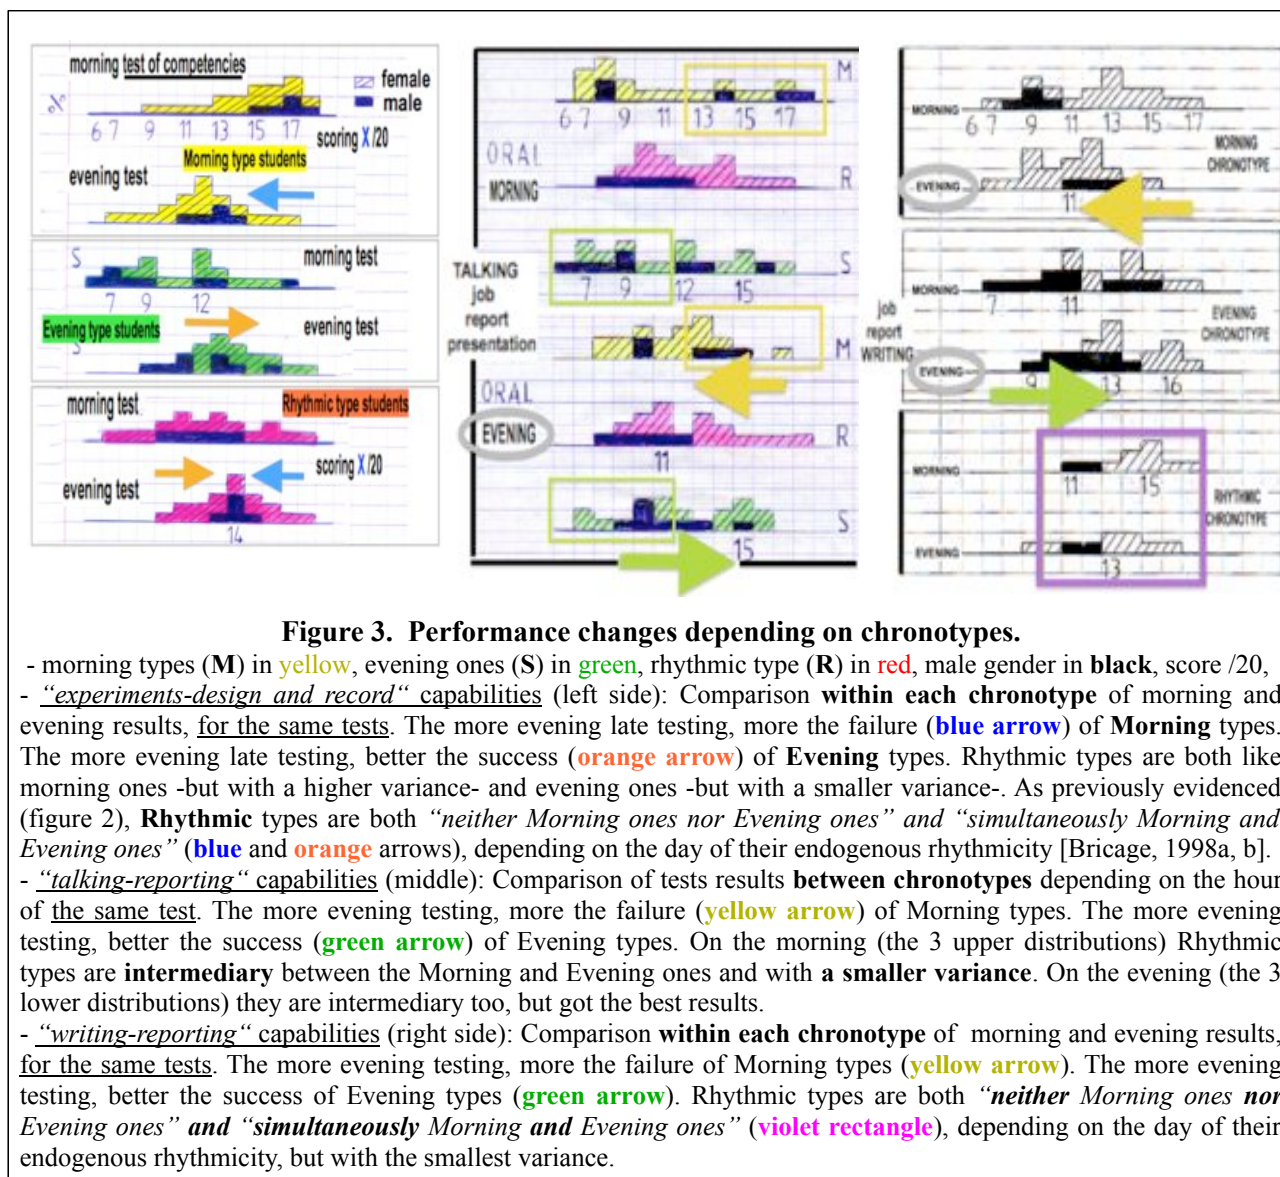 morning test of competencies
female
male
%
6 7 9 11 13 15 17
scoring X /20
Morning type students
evening test
S
morning test
7 9 12
Evening type students
evening test
S
morning test
Rhythmic type students
scoring X /20
evening test
14
M
6 7 9 11 13 15 17
ORAL
MORNING
R
TALKING
job
report
presentation
S
7 9 12 15
M
ORAL
EVENING
R
11
S
15
MORNING
6 7 9 11 13 15 17
MORNING
CHRONOTYPE
EVENING
11
MORNING
7 11
EVENING
CHRONOTYPE
job
report
WRITING
EVENING
9 13 16
MORNING
11 15
RHYTHMIC
CHRONOTYPE
EVENING
13
Figure 3. Performance changes depending on chronotypes.
- morning types (M) in yellow, evening ones (S) in green, rhythmic type (R) in red, male gender in black, score /20,
- “experiments-design and record“ capabilities (left side): Comparison within each chronotype of morning and
evening results, for the same tests. The more evening late testing, more the failure (blue arrow) of Morning types.
The more evening late testing, better the success (orange arrow) of Evening types. Rhythmic types are both like
morning ones -but with a higher variance- and evening ones -but with a smaller variance-. As previously evidenced
(figure 2), Rhythmic types are both “neither Morning ones nor Evening ones” and “simultaneously Morning and
Evening ones” (blue and orange arrows), depending on the day of their endogenous rhythmicity [Bricage, 1998a, b].
- “talking-reporting“ capabilities (middle): Comparison of tests results between chronotypes depending on the hour
of the same test. The more evening testing, more the failure (yellow arrow) of Morning types. The more evening
testing, better the success (green arrow) of Evening types. On the morning (the 3 upper distributions) Rhythmic
types are intermediary between the Morning and Evening ones and with a smaller variance. On the evening (the 3
lower distributions) they are intermediary too, but got the best results.
- “writing-reporting“ capabilities (right side): Comparison within each chronotype of morning and evening results,
for the same tests. The more evening testing, more the failure of Morning types (yellow arrow). The more evening
testing, better the success of Evening types (green arrow). Rhythmic types are both “neither Morning ones nor
Evening ones” and “simultaneously Morning and Evening ones” (violet rectangle), depending on the day of their
endogenous rhythmicity, but with the smallest variance.